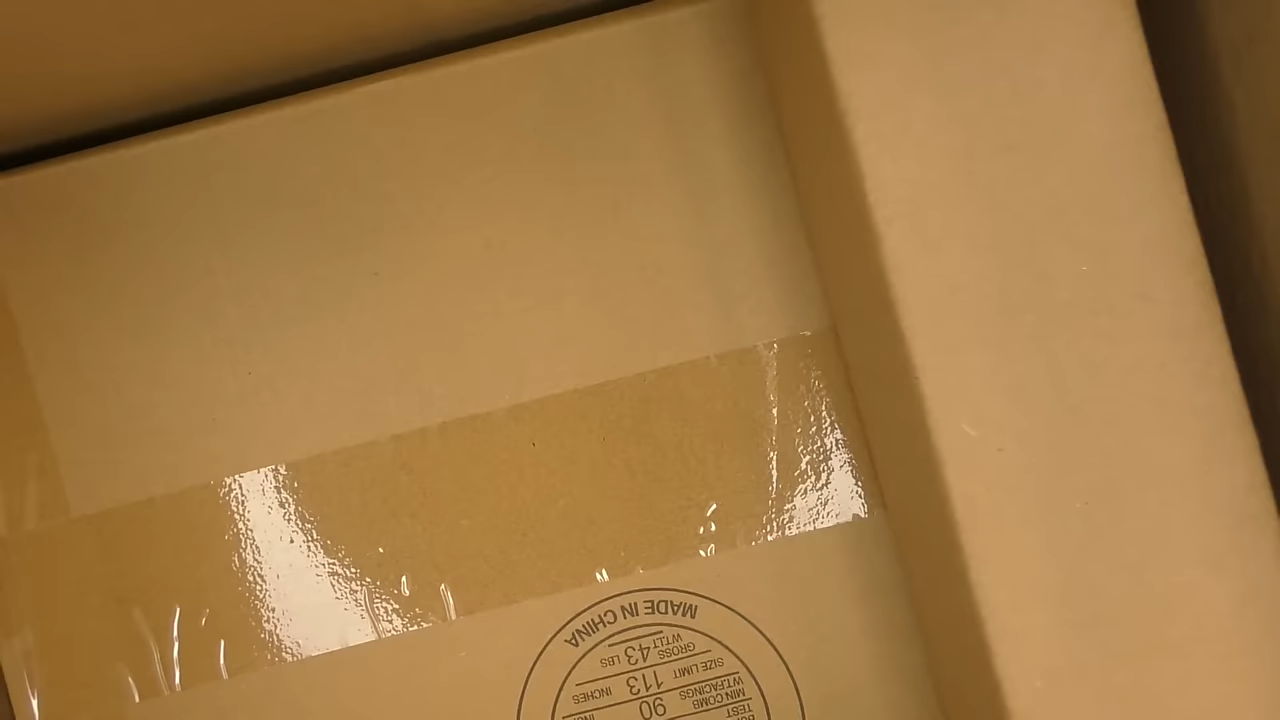 TEST
MIN COMB
WT.FACINGS 90
SIZE LIMIT 113 INCHES
GROSS
WT.LT 43 LBS
MADE IN CHINA